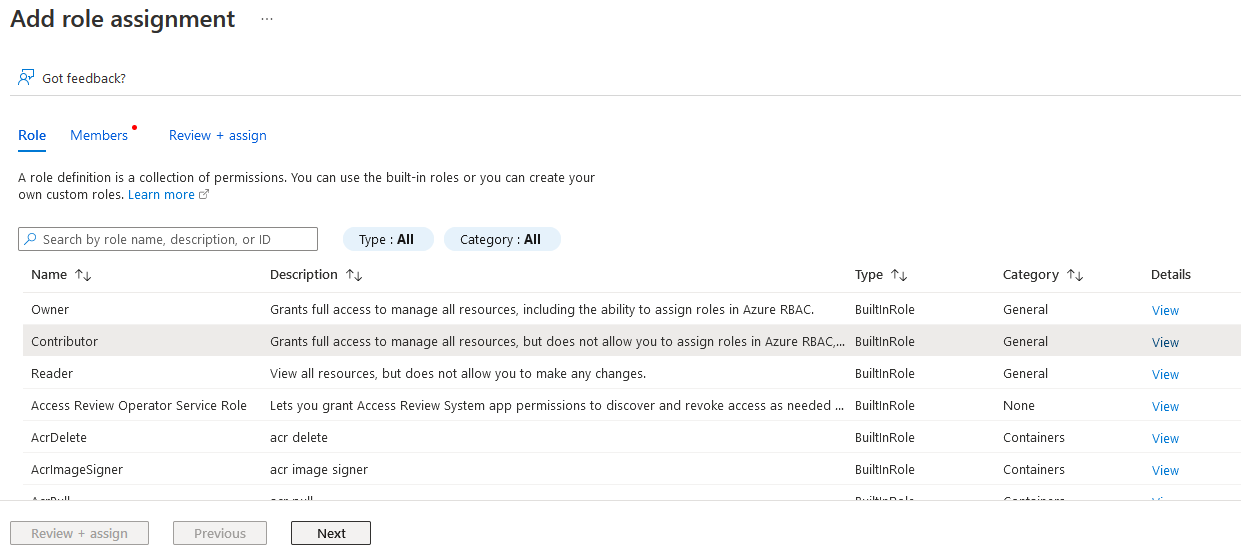 Add role assignment ...
Got feedback?
Role Members Review + assign
A role definition is a collection of permissions. You can use the built-in roles or you can create your
own custom roles. Learn more
Search by role name, description, or ID Type : All Category : All
Name ↑↓ Description ↑↓ Type ↑↓ Category ↑↓ Details
Owner Grants full access to manage all resources, including the ability to assign roles in Azure RBAC. BuiltInRole General View
Contributor Grants full access to manage all resources, but does not allow you to assign roles in Azure RBAC,... BuiltInRole General View
Reader View all resources, but does not allow you to make any changes. BuiltInRole General View
Access Review Operator Service Role Lets you grant Access Review System app permissions to discover and revoke access as needed ... BuiltInRole None View
AcrDelete acr delete BuiltInRole Containers View
AcrImageSigner acr image signer BuiltInRole Containers View
AcrPull acr pull BuiltInRole Containers View
Review + assign Previous Next